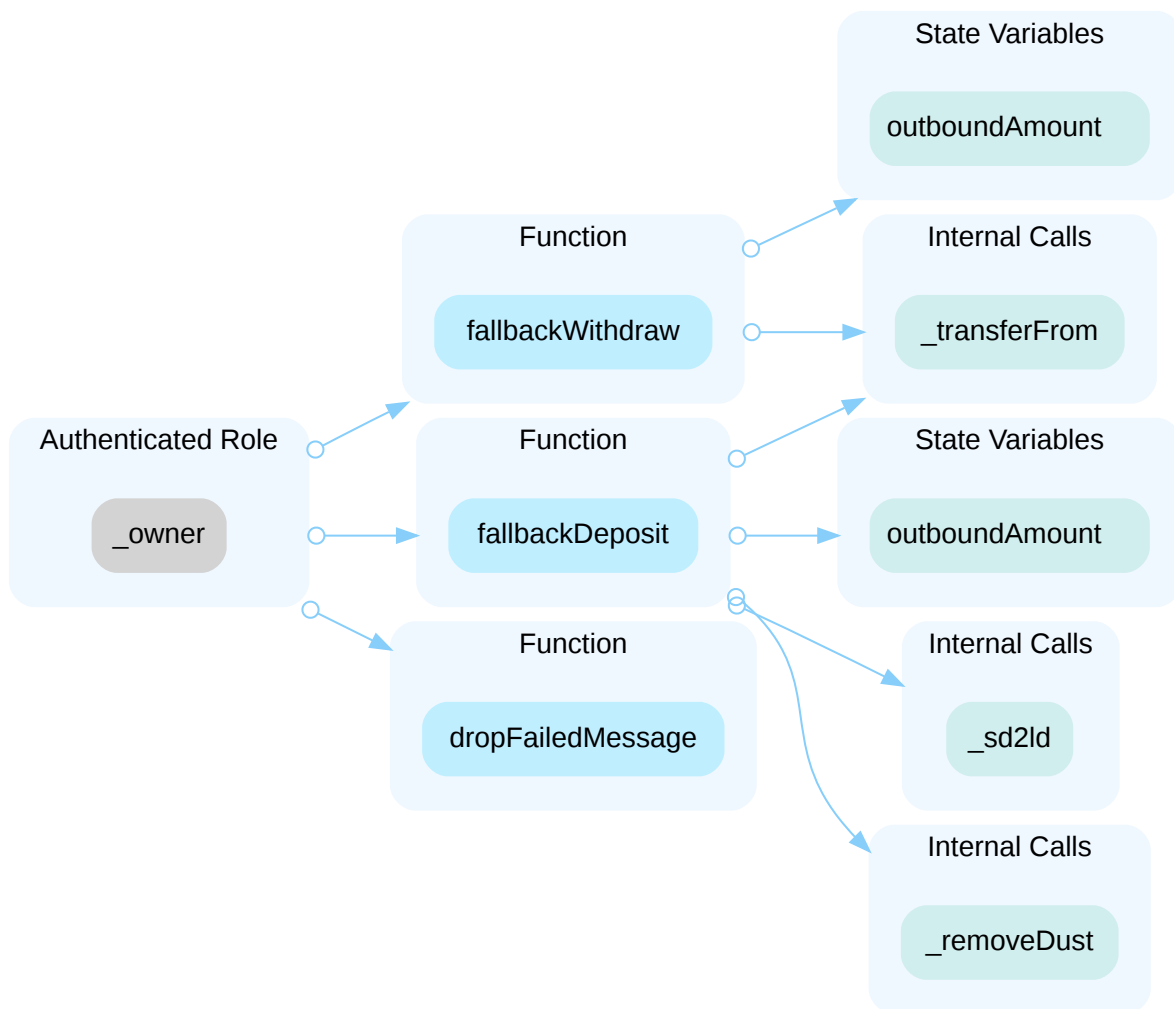 State Variables
outboundAmount
Function
fallbackWithdraw
Internal Calls
_transferFrom
Authenticated Role
_owner
Function
fallbackDeposit
State Variables
outboundAmount
Function
dropFailedMessage
Internal Calls
_sd2ld
Internal Calls
_removeDust